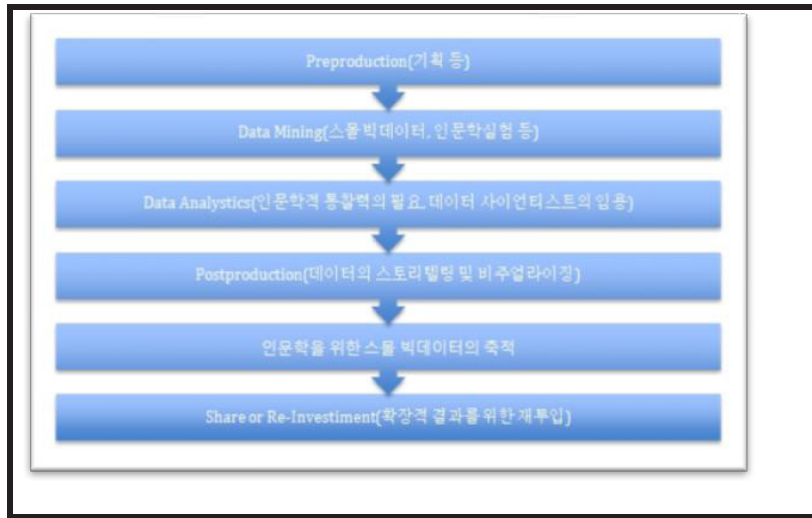 Preproduction(기획 등)
Data Mining(스몰빅데이터, 인문학실험 등)
Data Analystics(인문학적 통찰력의 필요, 데이터 사이언티스트의 임용)
Postproduction(데이터의 스토리텔링 및 비주얼라이징)
인문학을 위한 스몰 빅데이터의 축적
Share or Re-Investiment(확장적 결과를 위한 재투입)